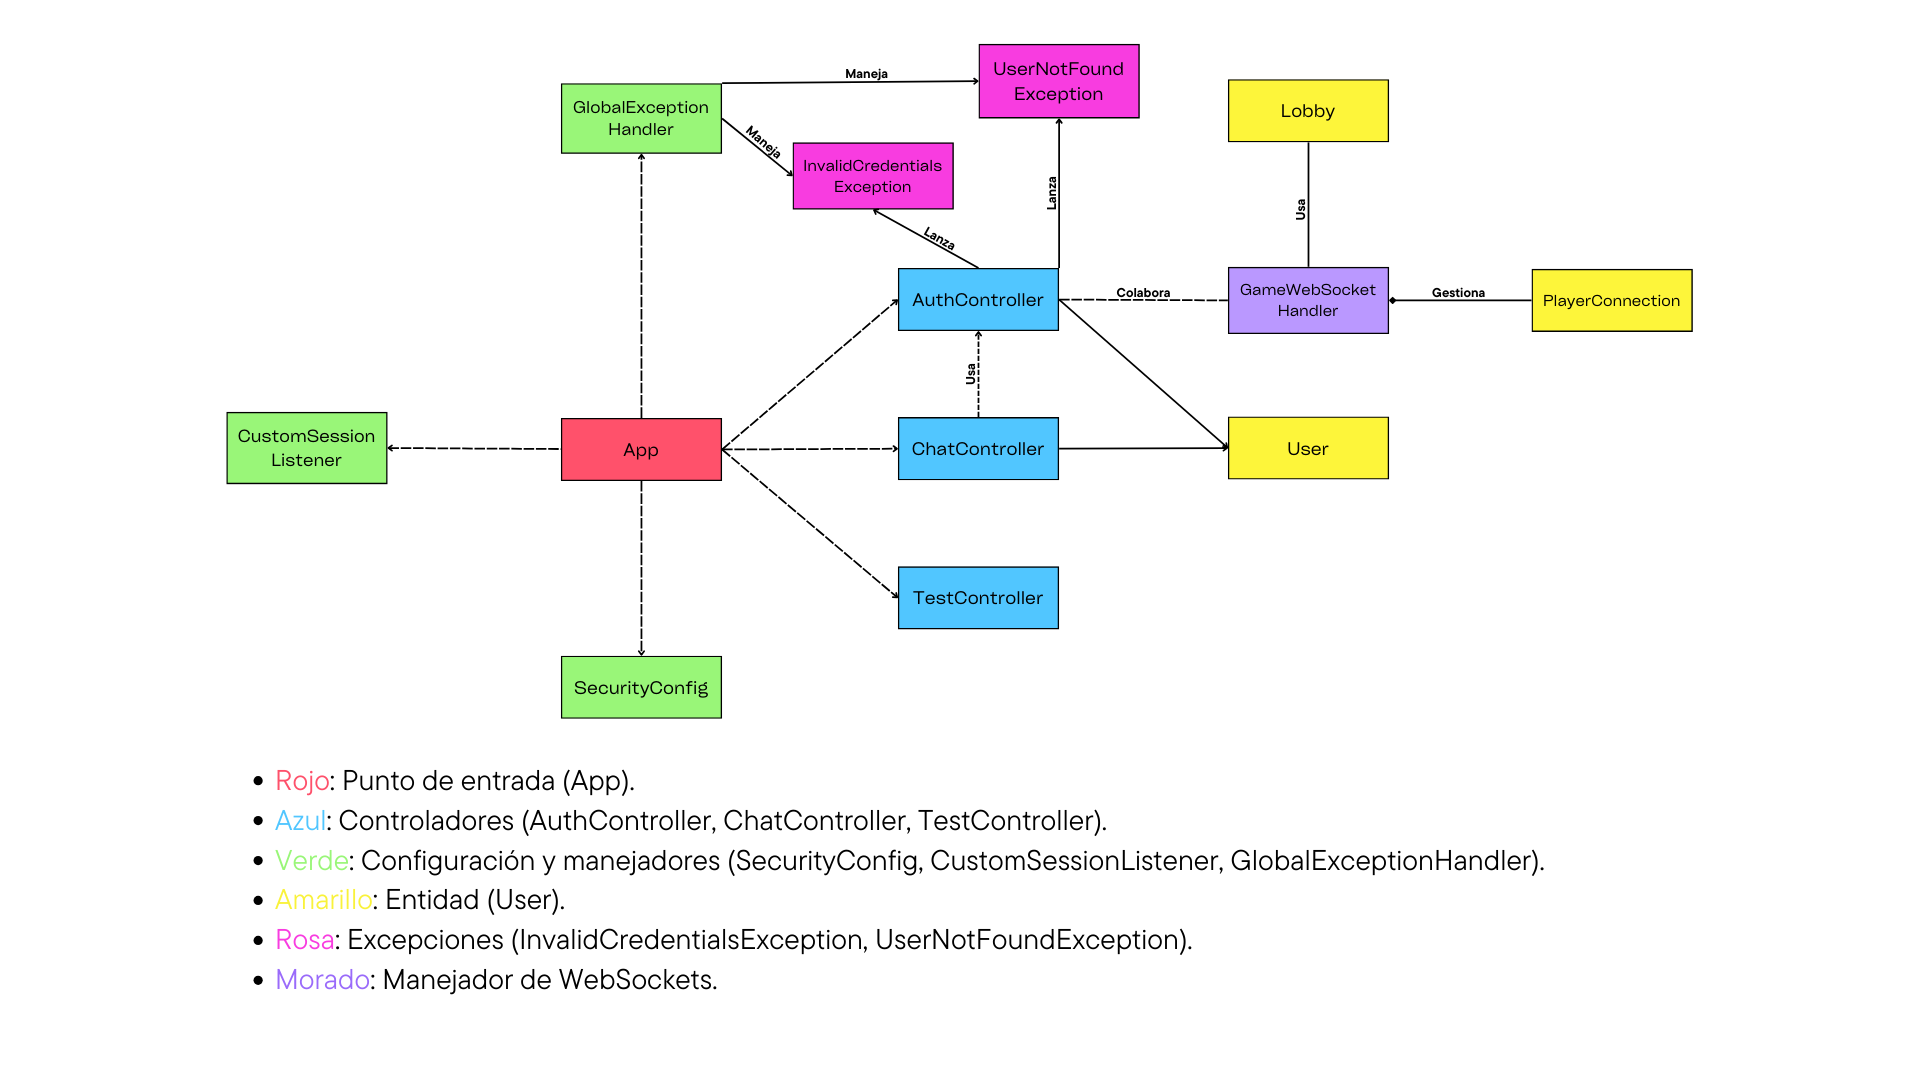 Maneja
UserNotFound
Exception
GlobalException
Handler
Maneja
InvalidCredentials
Exception
Lobby
Lanza
Lanza
Usa
AuthController
Colabora
GameWebSocket
Handler
Gestiona
PlayerConnection
Usa
CustomSession
Listener
App
ChatController
User
TestController
SecurityConfig
• Rojo: Punto de entrada (App).
• Azul: Controladores (AuthController, ChatController, TestController).
• Verde: Configuración y manejadores (SecurityConfig, CustomSessionListener, GlobalExceptionHandler).
• Amarillo: Entidad (User).
• Rosa: Excepciones (InvalidCredentialsException, UserNotFoundException).
• Morado: Manejador de WebSockets.